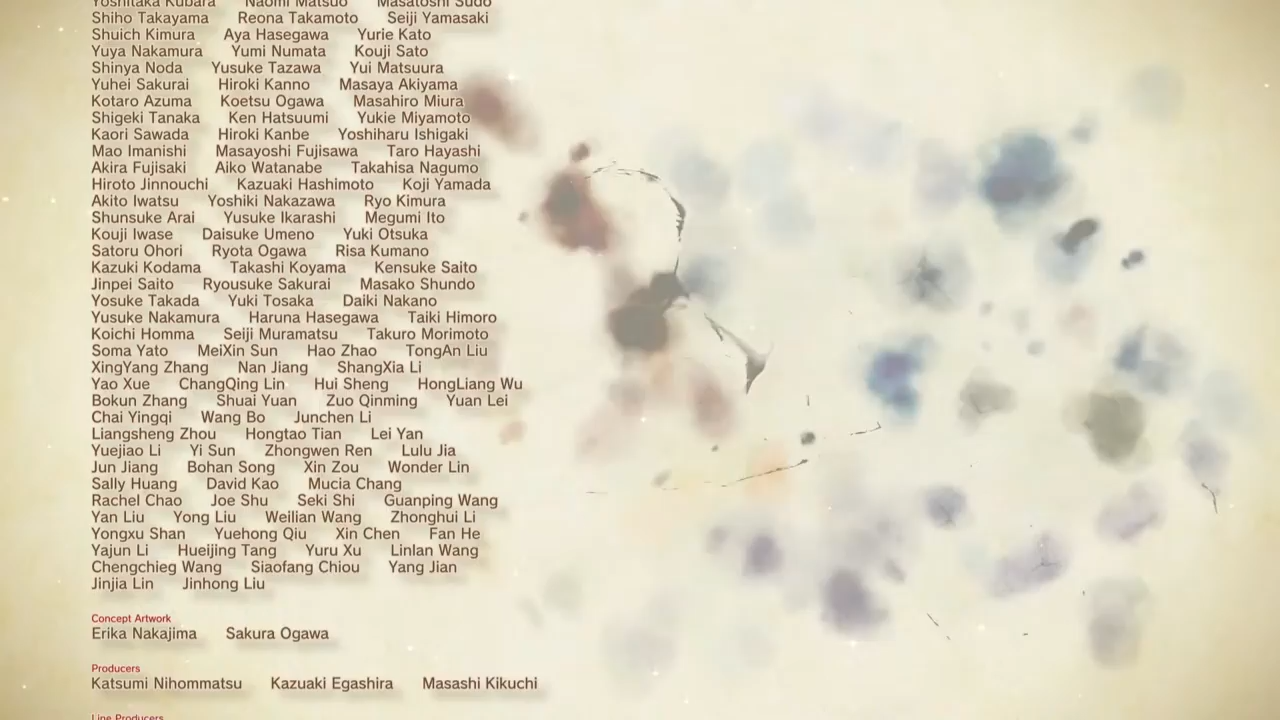 Yoshitaka Kubara Naomi Matsuo Masatoshi Sudo
Shiho Takayama Reona Takamoto Seiji Yamasaki
Shuich Kimura Aya Hasegawa Yurie Kato
Yuya Nakamura Yumi Numata Kouji Sato
Shinya Noda Yusuke Tazawa Yui Matsuura
Yuhei Sakurai Hiroki Kanno Masaya Akiyama
Kotaro Azuma Koetsu Ogawa Masahiro Miura
Shigeki Tanaka Ken Hatsuumi Yukie Miyamoto
Kaori Sawada Hiroki Kanbe Yoshiharu Ishigaki
Mao Imanishi Masayoshi Fujisawa Taro Hayashi
Akira Fujisaki Aiko Watanabe Takahisa Nagumo
Hiroto Jinnouchi Kazuaki Hashimoto Koji Yamada
Akito Iwatsu Yoshiki Nakazawa Ryo Kimura
Shunsuke Arai Yusuke Ikarashi Megumi Ito
Kouji Iwase Daisuke Umeno Yuki Otsuka
Satoru Ohori Ryota Ogawa Risa Kumano
Kazuki Kodama Takashi Koyama Kensuke Saito
Jinpei Saito Ryousuke Sakurai Masako Shundo
Yosuke Takada Yuki Tosaka Daiki Nakano
Yusuke Nakamura Haruna Hasegawa Taiki Himoro
Koichi Homma Seiji Muramatsu Takuro Morimoto
Soma Yato MeiXin Sun Hao Zhao TongAn Liu
XingYang Zhang Nan Jiang ShangXia Li
Yao Xue ChangQing Lin Hui Sheng HongLiang Wu
Bokun Zhang Shuai Yuan Zuo Qinming Yuan Lei
Chai Yingqi Wang Bo Junchen Li
Liangsheng Zhou Hongtao Tian Lei Yan
Yuejiao Li Yi Sun Zhongwen Ren Lulu Jia
Jun Jiang Bohan Song Xin Zou Wonder Lin
Sally Huang David Kao Mucia Chang
Rachel Chao Joe Shu Seki Shi Guanping Wang
Yan Liu Yong Liu Weilian Wang Zhonghui Li
Yongxu Shan Yuehong Qiu Xin Chen Fan He
Yajun Li Hueijing Tang Yuru Xu Linlan Wang
Chengchieg Wang Siaofang Chiou Yang Jian
Jinjia Lin Jinhong Liu
Concept Artwork
Erika Nakajima Sakura Ogawa
Producers
Katsumi Nihommatsu Kazuaki Egashira Masashi Kikuchi
Line Producers